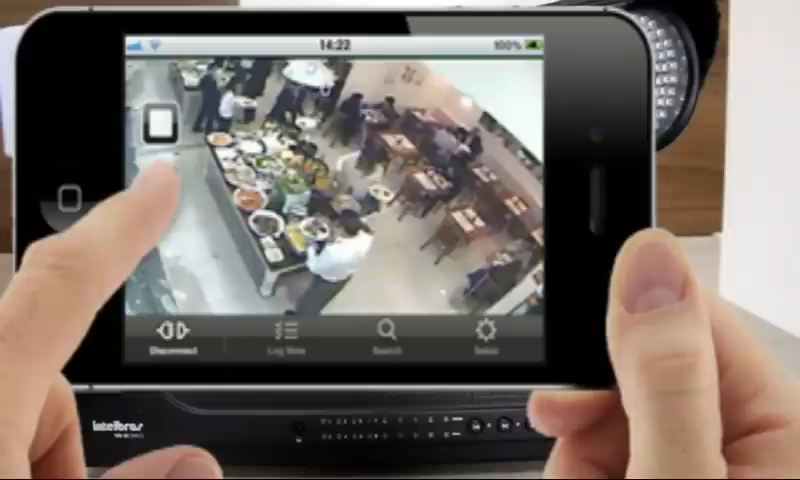 14:22
100%
Disconnect
Log View
Search
Setup
intelbras